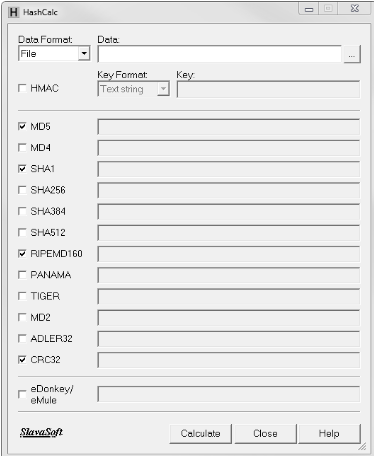 H HashCalc
Data Format: Data:
File ...
HMAC Key Format: Key:
Text string
MD5
MD4
SHA1
SHA256
SHA384
SHA512
RIPEMD160
PANAMA
TIGER
MD2
ADLER32
CRC32
eDonkey/
eMule
SlavaSoft Calculate Close Help